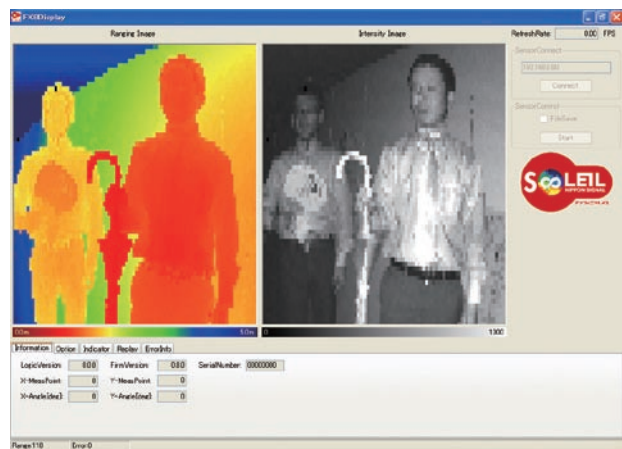 FX8Display
Ranging Image
Intensity Image
RefreshRate: 0.00 FPS
SensorConnect
Connect
SensorControl
FileSave
Start
SOLEIL
NIPPON SIGNAL
0.0m 5.0m 0 1300
Information Option Indicator Replay ErrorInfo
LogicVersion: 0.0.0 FirmVersion: 0.0.0 SerialNumber: 00000000
X-MeasPoint: 0 Y-MeasPoint: 0
X-Angle[deg]: 0 Y-Angle[deg]: 0
Range:110 Error:0